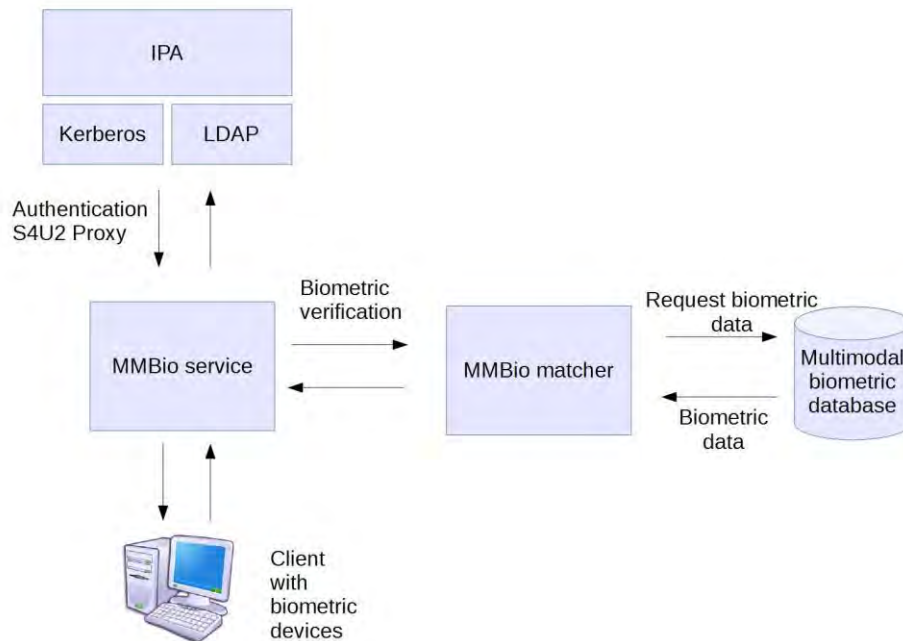 IPA
Kerberos
LDAP
Authentication
S4U2 Proxy
Biometric
verification
Request biometric
data
MMBio service
MMBio matcher
Multimodal
biometric
database
Biometric
data
Client
with
biometric
devices